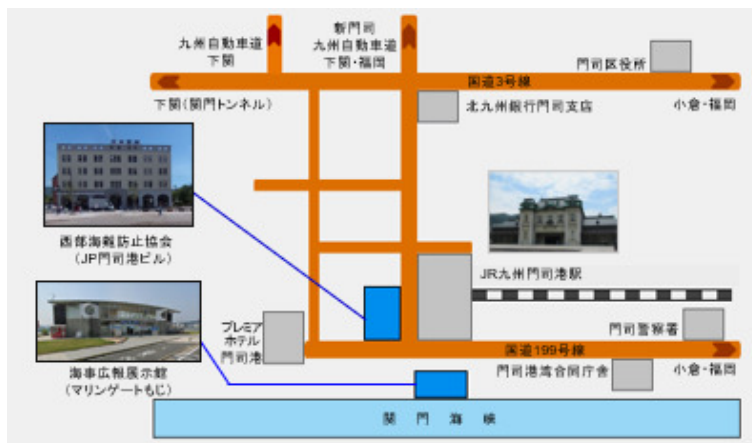 九州自動車道
下関
新門司
九州自動車道
下関・福岡
門司区役所
国道3号線
下関(関門トンネル)
北九州銀行門司支店
小倉・福岡
西部海難防止協会
(JP門司港ビル)
JR九州門司港駅
プレミア
ホテル
門司港
門司警察署
国道199号線
海事広報展示館
(マリンゲートもじ)
門司港湾合同庁舎
小倉・福岡
関門海峡